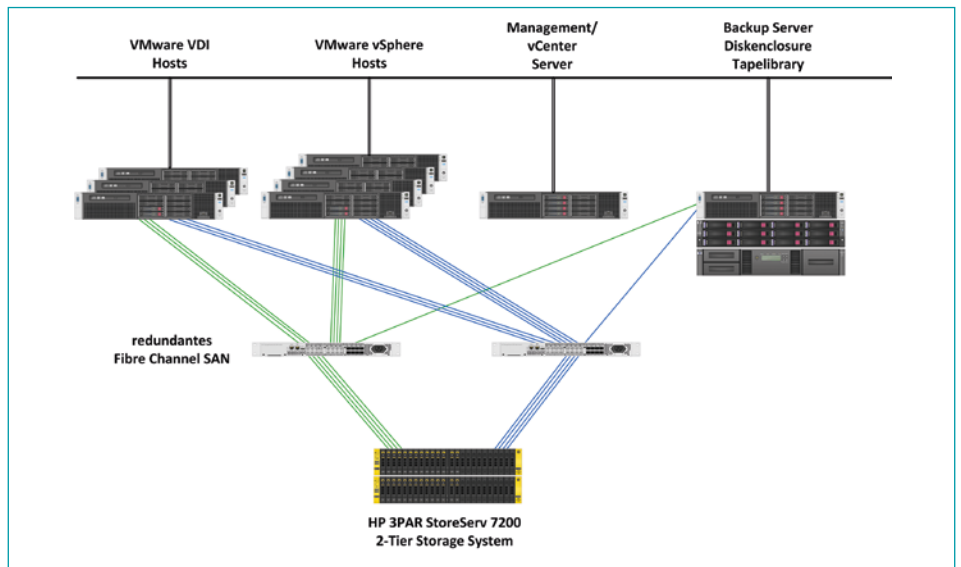 VMware VDI
Hosts
VMware vSphere
Hosts
Management/
vCenter
Server
Backup Server
Diskenclosure
Tapelibrary
redundantes
Fibre Channel SAN
HP 3PAR StoreServ 7200
2-Tier Storage System